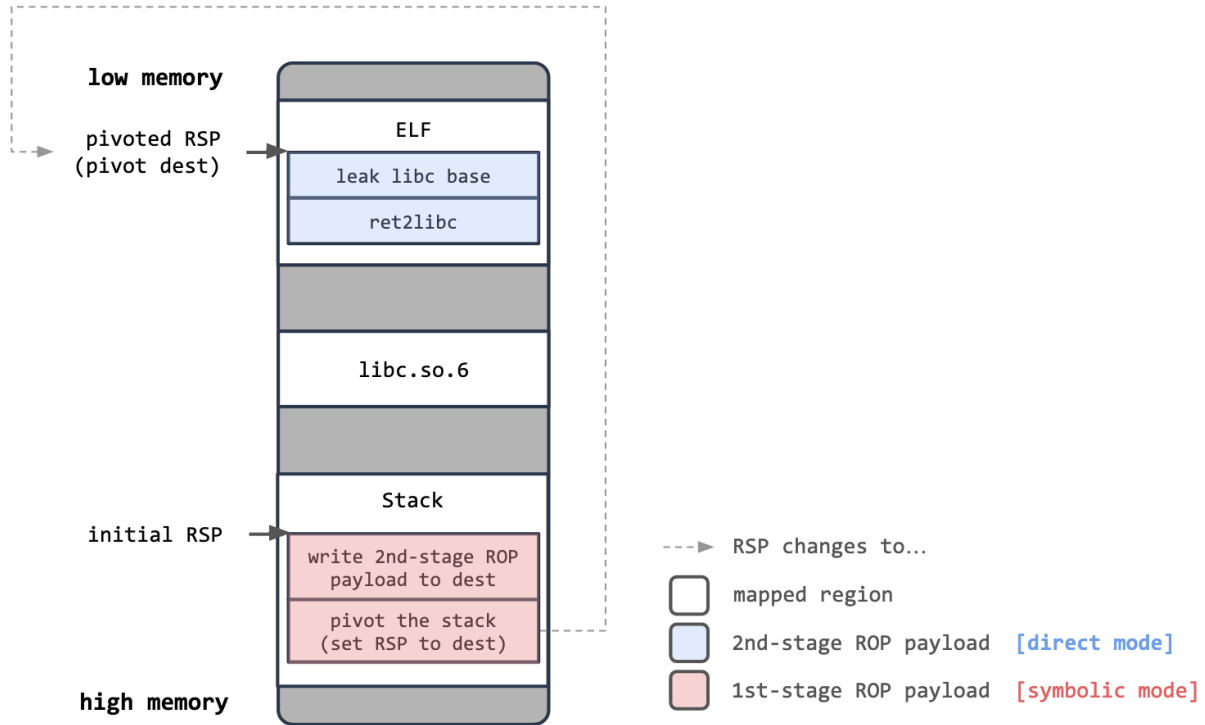 low memory
pivoted RSP
(pivot dest)
ELF
leak libc base
ret2libc
libc.so.6
Stack
initial RSP
write 2nd-stage ROP
payload to dest
pivot the stack
(set RSP to dest)
high memory
RSP changes to…
mapped region
2nd-stage ROP payload [direct mode]
1st-stage ROP payload [symbolic mode]